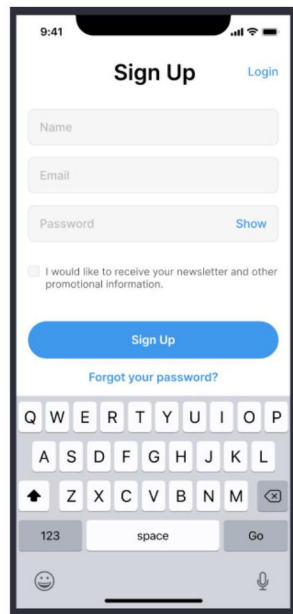 9:41
Sign Up
Login
Name
Email
Password
Show
I would like to receive your newsletter and other
promotional information.
Sign Up
Forgot your password?
Q W E R T Y U I O P
A S D F G H J K L
Z X C V B N M
123 space Go